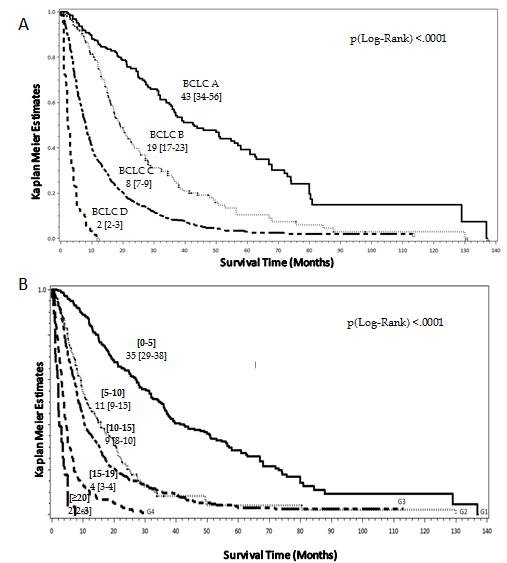 A
p(Log-Rank) <.0001
Kaplan Meier Estimates
1.0
0.8
0.6
0.4
0.2
0.0
BCLC A
43 [34-56]
BCLC B
19 [17-23]
BCLC C
8 [7-9]
BCLC D
2 [2-3]
0 10 20 30 40 50 60 70 80 90 100 110 120 130 140
Survival Time (Months)
B
p(Log-Rank) <.0001
Kaplan Meier Estimates
1.0
[0-5]
35 [29-38]
[5-10]
11 [9-15]
[10-15]
9 [8-10]
[15-19]
4 [3-4]
[≥20]
2[2-3]
G4
G3
G2
G1
0 10 20 30 40 50 60 70 80 90 100 110 120 130 140
Survival Time (Months)